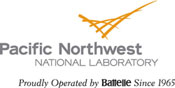 Pacific Northwest
NATIONAL LABORATORY
Proudly Operated by Battelle Since 1965